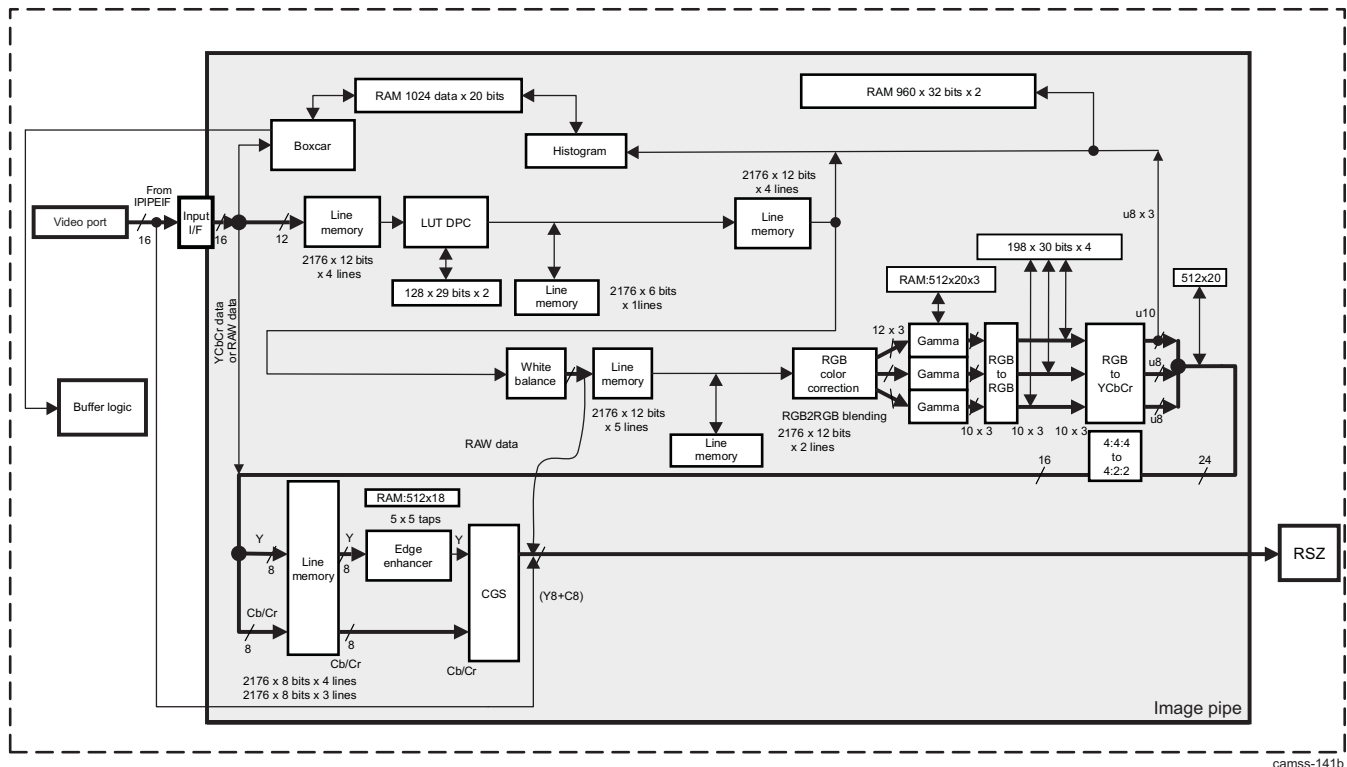 RAM 1024 data x 20 bits
RAM 960 x 32 bits x 2
Boxcar
Histogram
2176 x 12 bits
x 4 lines
From
IPIPEIF
Video port
16
Input
I/F
16
12
Line
memory
LUT DPC
Line
memory
u8 x 3
2176 x 12 bits
x 4 lines
128 x 29 bits x 2
Line
memory
2176 x 6 bits
x 1lines
198 x 30 bits x 4
RAM:512x20x3
512x20
YCbCr data
or RAW data
u10
12 x 3
Gamma
Gamma
Gamma
RGB
to
RGB
RGB
to
YCbCr
u8
u8
White
balance
Line
memory
RGB
color
correction
Buffer logic
2176 x 12 bits
x 5 lines
RGB2RGB blending
2176 x 12 bits
x 2 lines
10 x 3
10 x 3
10 x 3
RAW data
Line
memory
4:4:4
to
4:2:2
16
24
RAM:512x18
5 x 5 taps
Y
8
Line
memory
Y
8
Edge
enhancer
Y
CGS
RSZ
(Y8+C8)
Cb/Cr
8
8
Cb/Cr
Cb/Cr
2176 x 8 bits x 4 lines
2176 x 8 bits x 3 lines
Image pipe
camss-141b